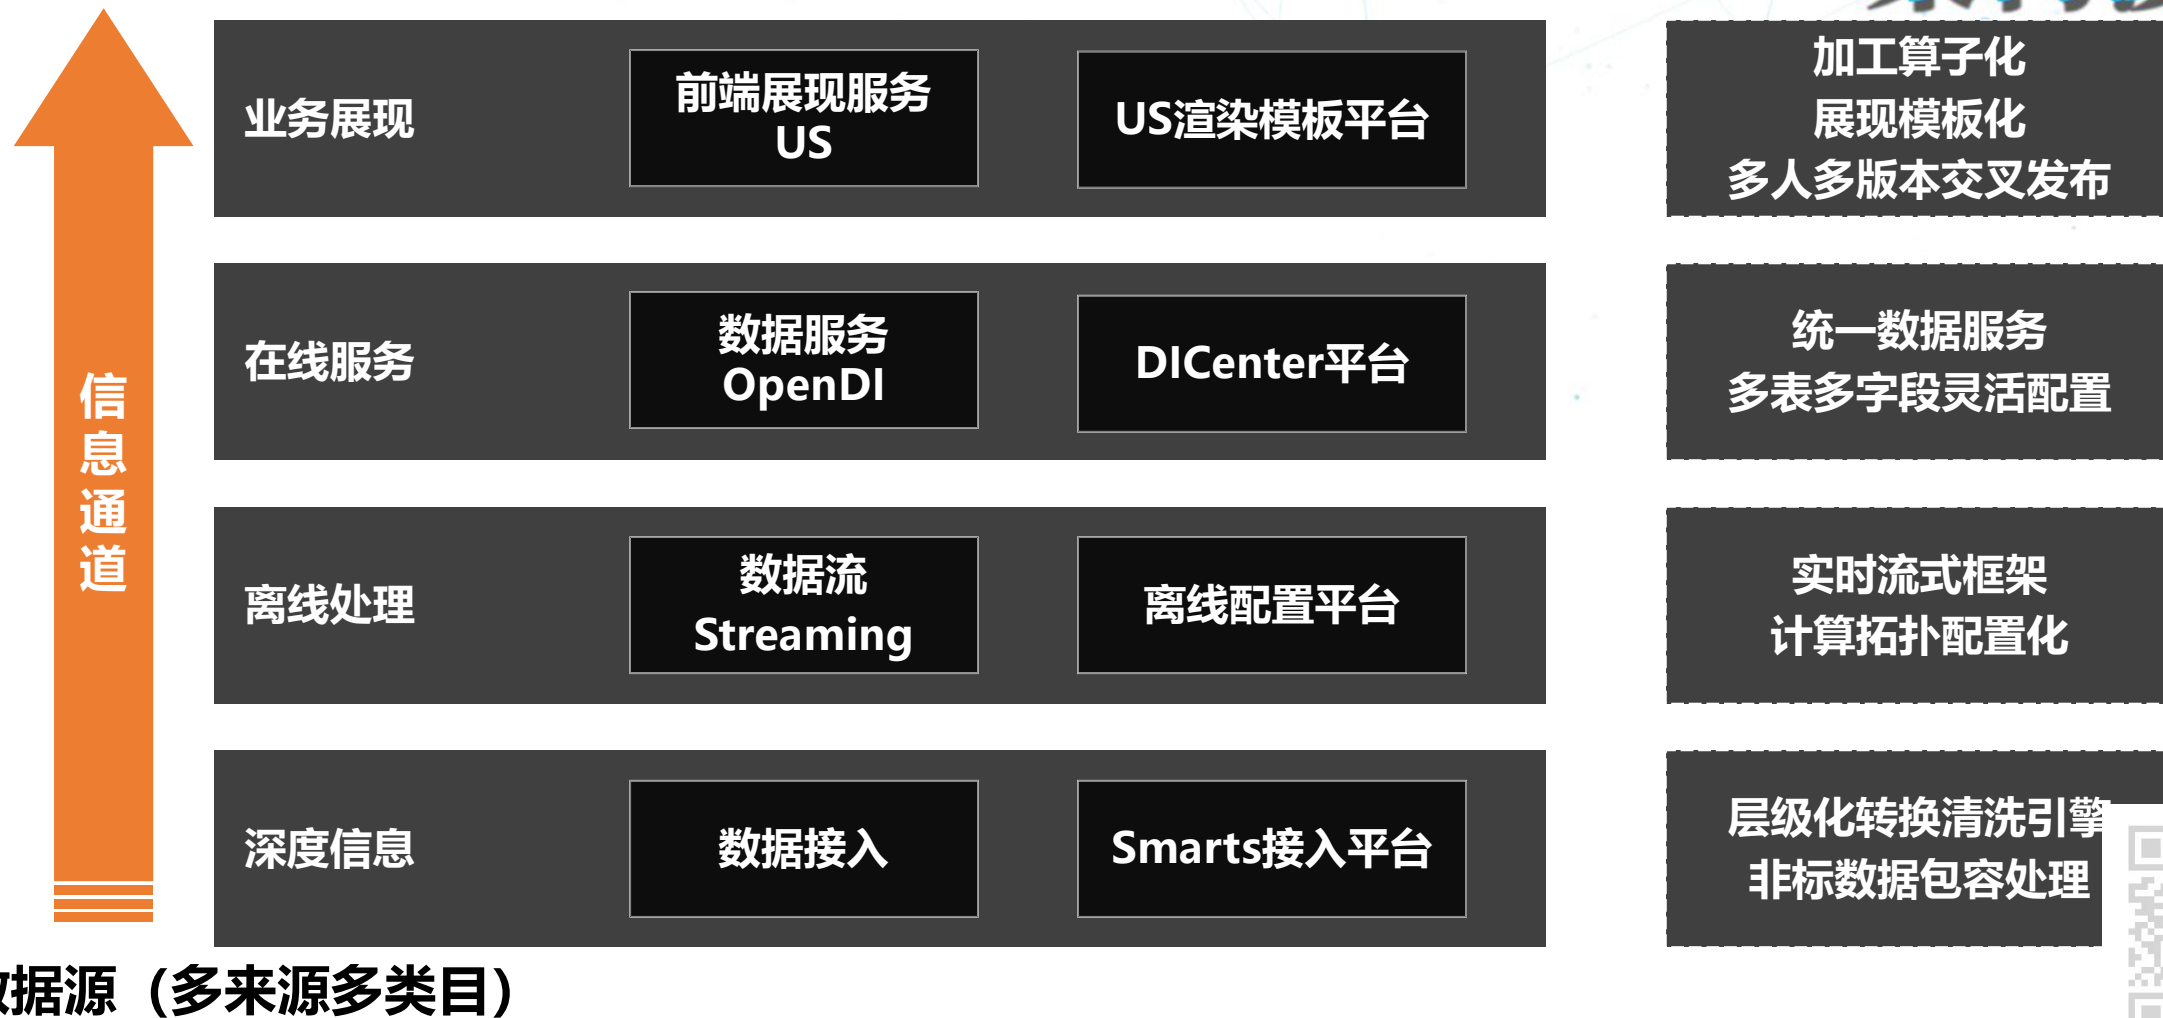 业务展现
前端展现服务
US
US渲染模板平台
加工算子化
展现模板化
多人多版本交叉发布
信息通道
在线服务
数据服务
OpenDI
DICenter平台
统一数据服务
多表多字段灵活配置
离线处理
数据流
Streaming
离线配置平台
实时流式框架
计算拓扑配置化
深度信息
数据接入
Smarts接入平台
层级化转换清洗引擎
非标数据包容处理
据源（多来源多类目）